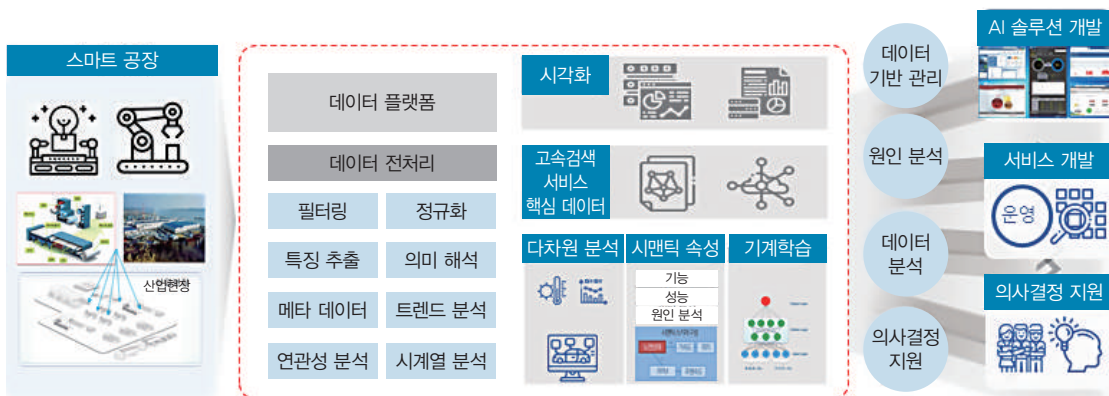 스마트 공장
산업현장
데이터 플랫폼
데이터 전처리
필터링
정규화
특징 추출
의미 해석
메타 데이터
트렌드 분석
연관성 분석
시계열 분석
시각화
고속검색
서비스
핵심 데이터
다차원 분석
시맨틱 속성
기계학습
기능
성능
원인 분석
데이터
기반 관리
원인 분석
데이터
분석
의사결정
지원
AI 솔루션 개발
서비스 개발
운영
의사결정 지원